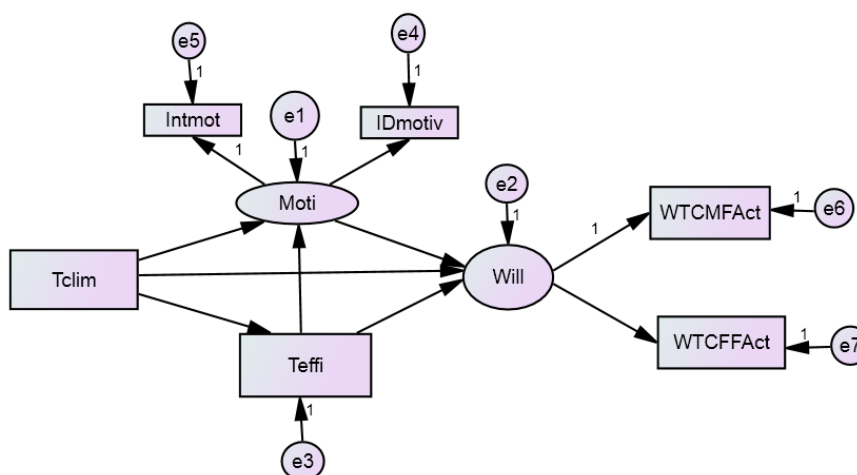 e5
e4
1
1
e1
Intmot
IDmotiv
1
1
e2
Moti
1
1
WTCMFAct
1
e6
Tclim
Will
1
WTCFFAct
e7
Teffi
1
e3